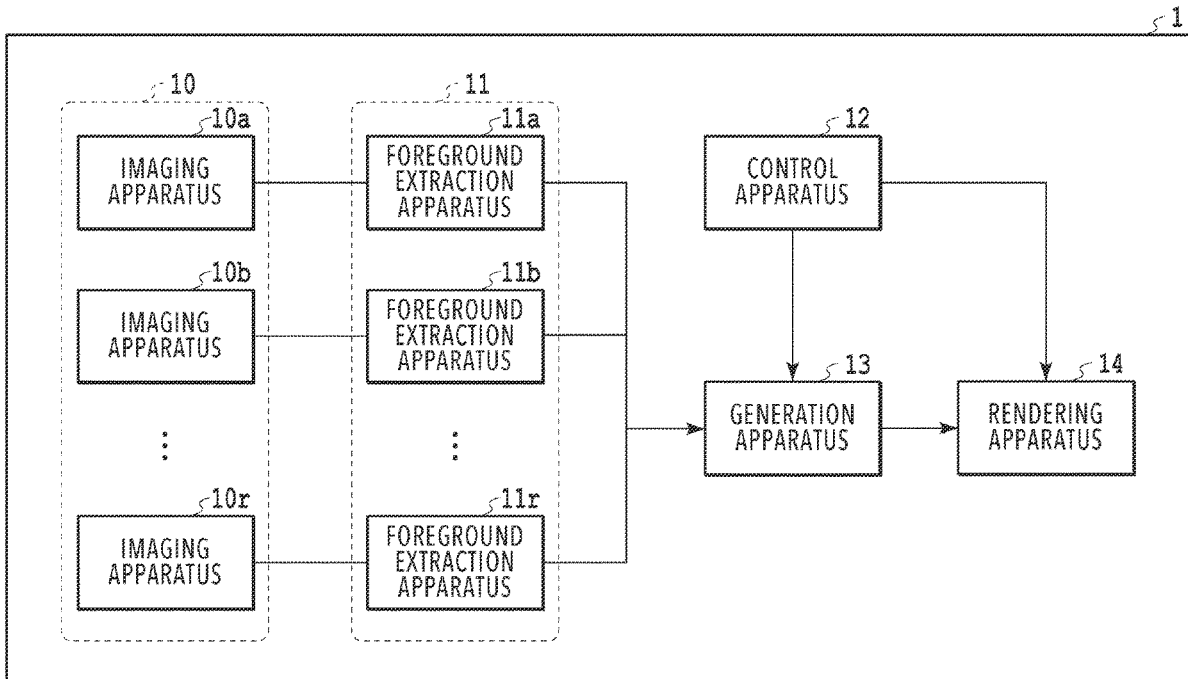 1
10
11
10a
11a
12
IMAGING
APPARATUS
FOREGROUND
EXTRACTION
APPARATUS
CONTROL
APPARATUS
10b
11b
IMAGING
APPARATUS
FOREGROUND
EXTRACTION
APPARATUS
13
14
GENERATION
APPARATUS
RENDERING
APPARATUS
10r
11r
IMAGING
APPARATUS
FOREGROUND
EXTRACTION
APPARATUS